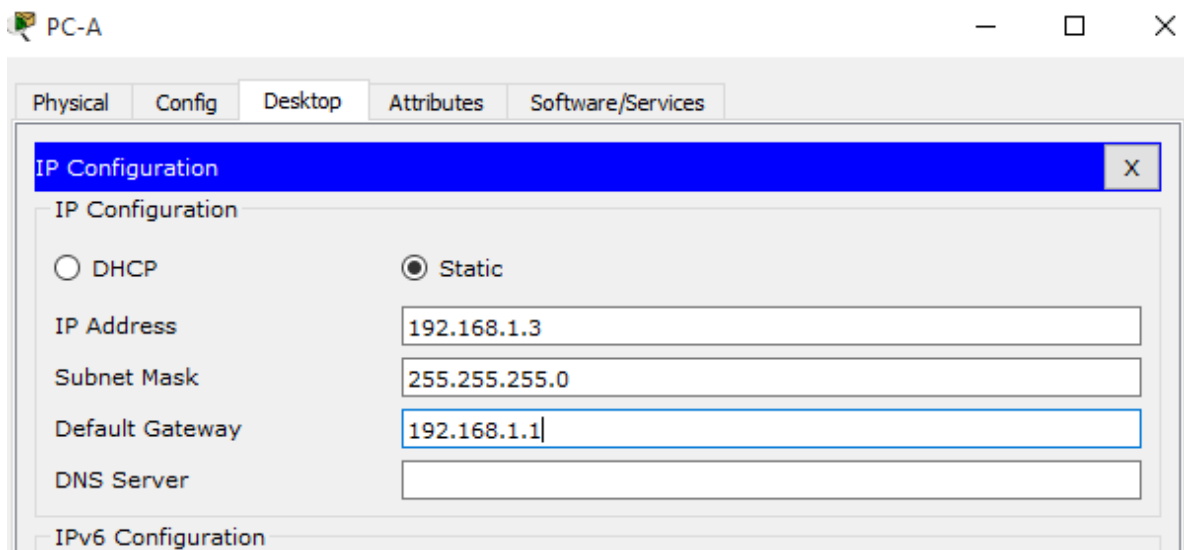 PC-A
Physical Config Desktop Attributes Software/Services
IP Configuration X
IP Configuration
DHCP Static
IP Address 192.168.1.3
Subnet Mask 255.255.255.0
Default Gateway 192.168.1.1
DNS Server
IPv6 Configuration